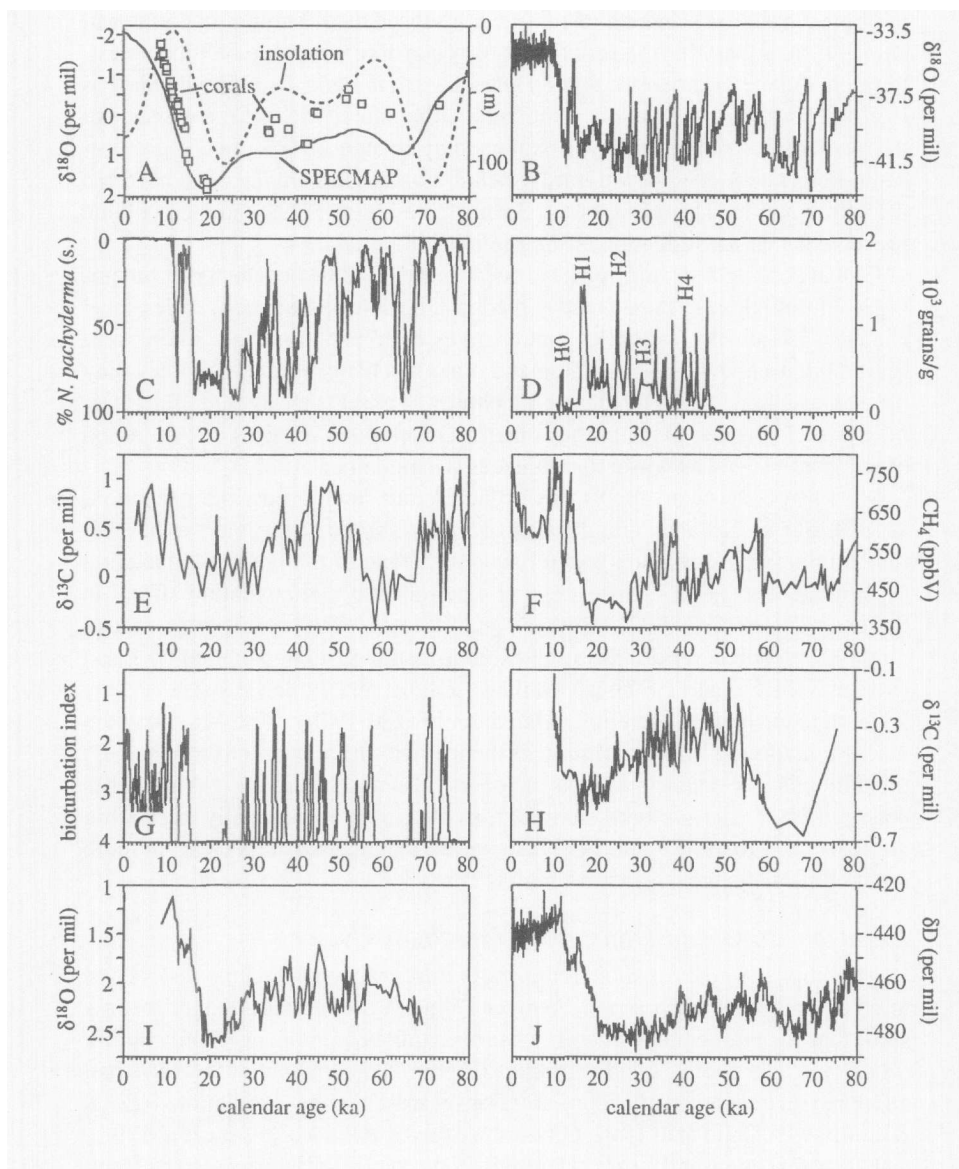 δ¹⁸O (per mil)
-2
-1
0
1
2
insolation
corals
SPECMAP
A
0
(m)
100
0 10 20 30 40 50 60 70 80
B
-33.5
-37.5
-41.5
δ¹⁸O (per mil)
0 10 20 30 40 50 60 70 80
% N. pachyderma (s.)
0
50
100
C
0 10 20 30 40 50 60 70 80
D
H0
H1
H2
H3
H4
2
1
0
10³ grains/g
0 10 20 30 40 50 60 70 80
δ¹³C (per mil)
1
0.5
0
-0.5
E
0 10 20 30 40 50 60 70 80
F
750
650
550
450
350
CH₄ (ppbV)
0 10 20 30 40 50 60 70 80
bioturbation index
1
2
3
4
G
0 10 20 30 40 50 60 70 80
H
-0.1
-0.3
-0.5
-0.7
δ¹³C (per mil)
0 10 20 30 40 50 60 70 80
δ¹⁸O (per mil)
1
1.5
2
2.5
I
0 10 20 30 40 50 60 70 80
calendar age (ka)
J
-420
-440
-460
-480
δD (per mil)
0 10 20 30 40 50 60 70 80
calendar age (ka)